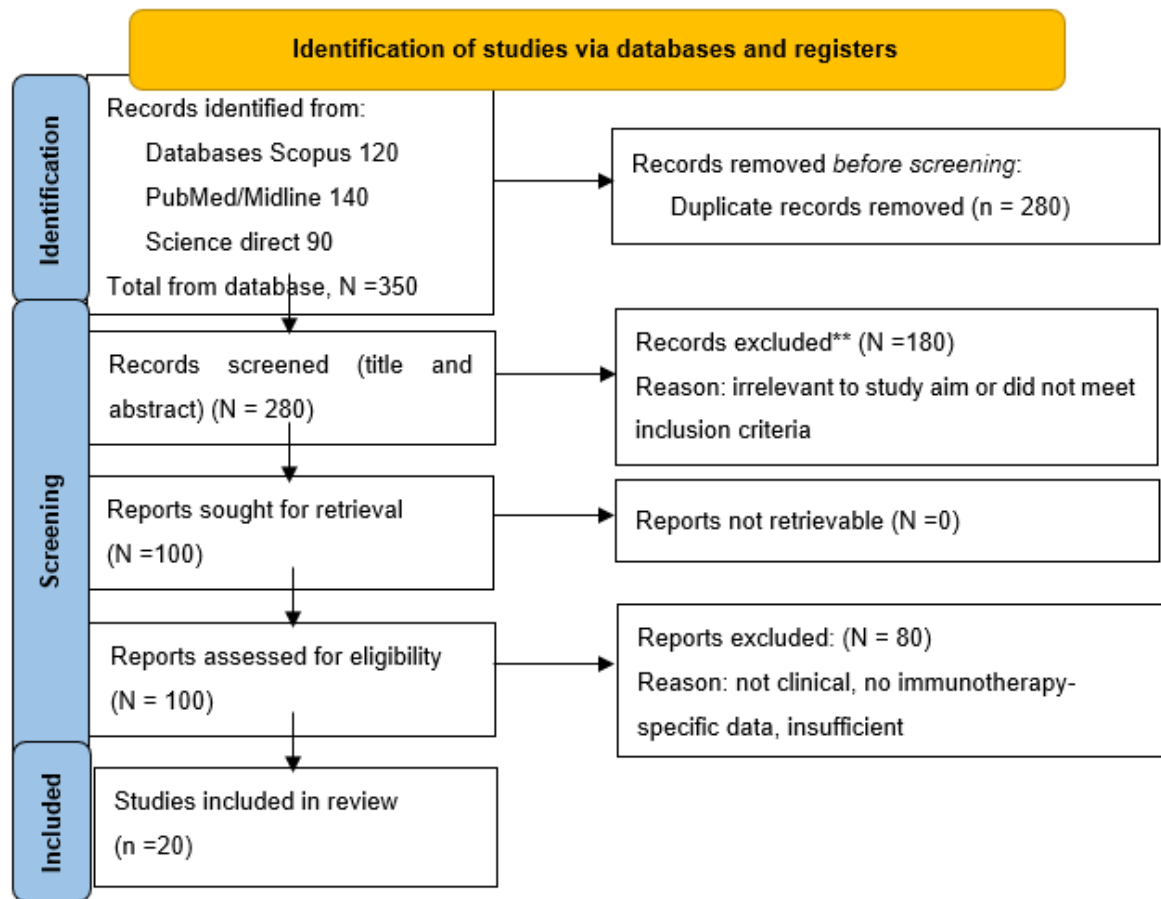 Identification of studies via databases and registers
Identification
Records identified from:
Databases Scopus 120
PubMed/Midline 140
Science direct 90
Total from database, N =350
Records removed before screening:
Duplicate records removed (n = 280)
Screening
Records screened (title and
abstract) (N = 280)
Records excluded** (N =180)
Reason: irrelevant to study aim or did not meet
inclusion criteria
Reports sought for retrieval
(N =100)
Reports not retrievable (N =0)
Reports assessed for eligibility
(N = 100)
Reports excluded: (N = 80)
Reason: not clinical, no immunotherapy-
specific data, insufficient
Included
Studies included in review
(n =20)